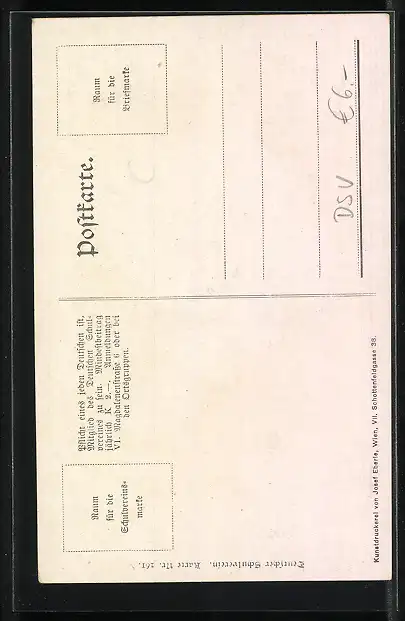 Raum
für die
Schulvereins-
marke
Pflicht eines jeden Deutschen ist,
Mitglied des Deutschen Schul-
vereines zu sein. Mindestbeitrag
jährlich K 2.—. Anmeldungen
VI. Magdalenenstraße 6 oder bei
den Ortsgruppen.
Postkarte.
Raum
für die
Briefmarke
DSV €6.-
Deutscher Schulverein. Karte Nr. 261.
Kunstdruckerei von Josef Eberle, Wien, VII. Schottenfeldgasse 38.